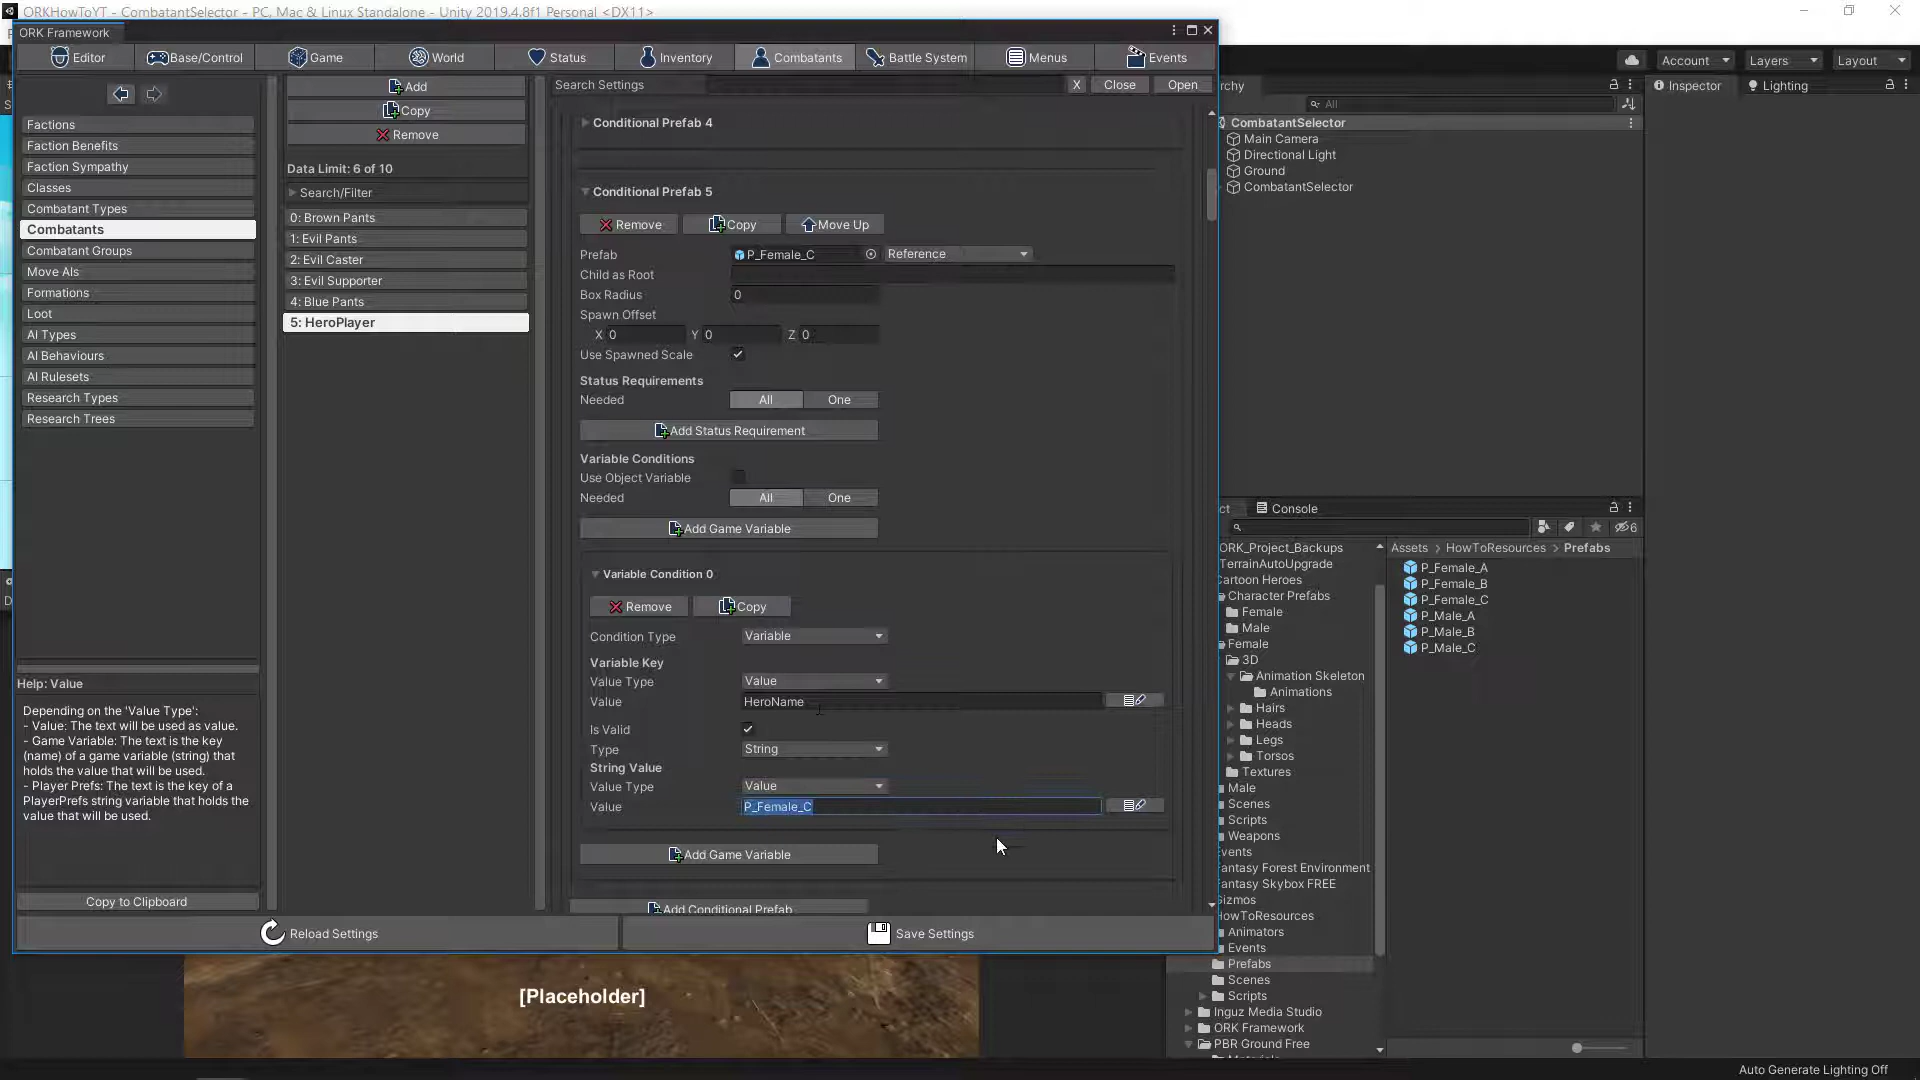 ORKHowToYT - CombatantSelector - PC, Mac & Linux Standalone - Unity 2019.4.8f1 Personal <DX11>
ORK Framework
Editor
Base/Control
Game
World
Status
Inventory
Combatants
Battle System
Menus
Events
Factions
Faction Benefits
Faction Sympathy
Classes
Combatant Types
Combatants
Combatant Groups
Move AIs
Formations
Loot
AI Types
AI Behaviours
AI Rulesets
Research Types
Research Trees
Help: Value
Depending on the 'Value Type':
- Value: The text will be used as value.
- Game Variable: The text is the key
(name) of a game variable (string) that
holds the value that will be used.
- Player Prefs: The text is the key of a
PlayerPrefs string variable that holds the
value that will be used.
Copy to Clipboard
Add
Copy
Remove
Data Limit: 6 of 10
Search/Filter
0: Brown Pants
1: Evil Pants
2: Evil Caster
3: Evil Supporter
4: Blue Pants
5: HeroPlayer
Search Settings
X
Close
Open
Conditional Prefab 4
Conditional Prefab 5
Remove
Copy
Move Up
Prefab
P_Female_C
Reference
Child as Root
Box Radius
0
Spawn Offset
X 0
Y 0
Z 0
Use Spawned Scale
Status Requirements
Needed
All
One
Add Status Requirement
Variable Conditions
Use Object Variable
Needed
All
One
Add Game Variable
Variable Condition 0
Remove
Copy
Condition Type
Variable
Variable Key
Value Type
Value
Value
HeroName
Is Valid
Type
String
String Value
Value Type
Value
Value
P_Female_C
Add Game Variable
Add Conditional Prefab
Reload Settings
Save Settings
[Placeholder]
Account
Layers
Layout
All
CombatantSelector
Main Camera
Directional Light
Ground
CombatantSelector
Inspector
Lighting
Console
6
ORK_Project_Backups
TerrainAutoUpgrade
Cartoon Heroes
Character Prefabs
Female
Male
Female
3D
Animation Skeleton
Animations
Hairs
Heads
Legs
Torsos
Textures
Male
Scenes
Scripts
Weapons
Events
Fantasy Forest Environment
Fantasy Skybox FREE
Gizmos
HowToResources
Animators
Events
Prefabs
Scenes
Scripts
Inguz Media Studio
ORK Framework
PBR Ground Free
Assets > HowToResources > Prefabs
P_Female_A
P_Female_B
P_Female_C
P_Male_A
P_Male_B
P_Male_C
Auto Generate Lighting Off